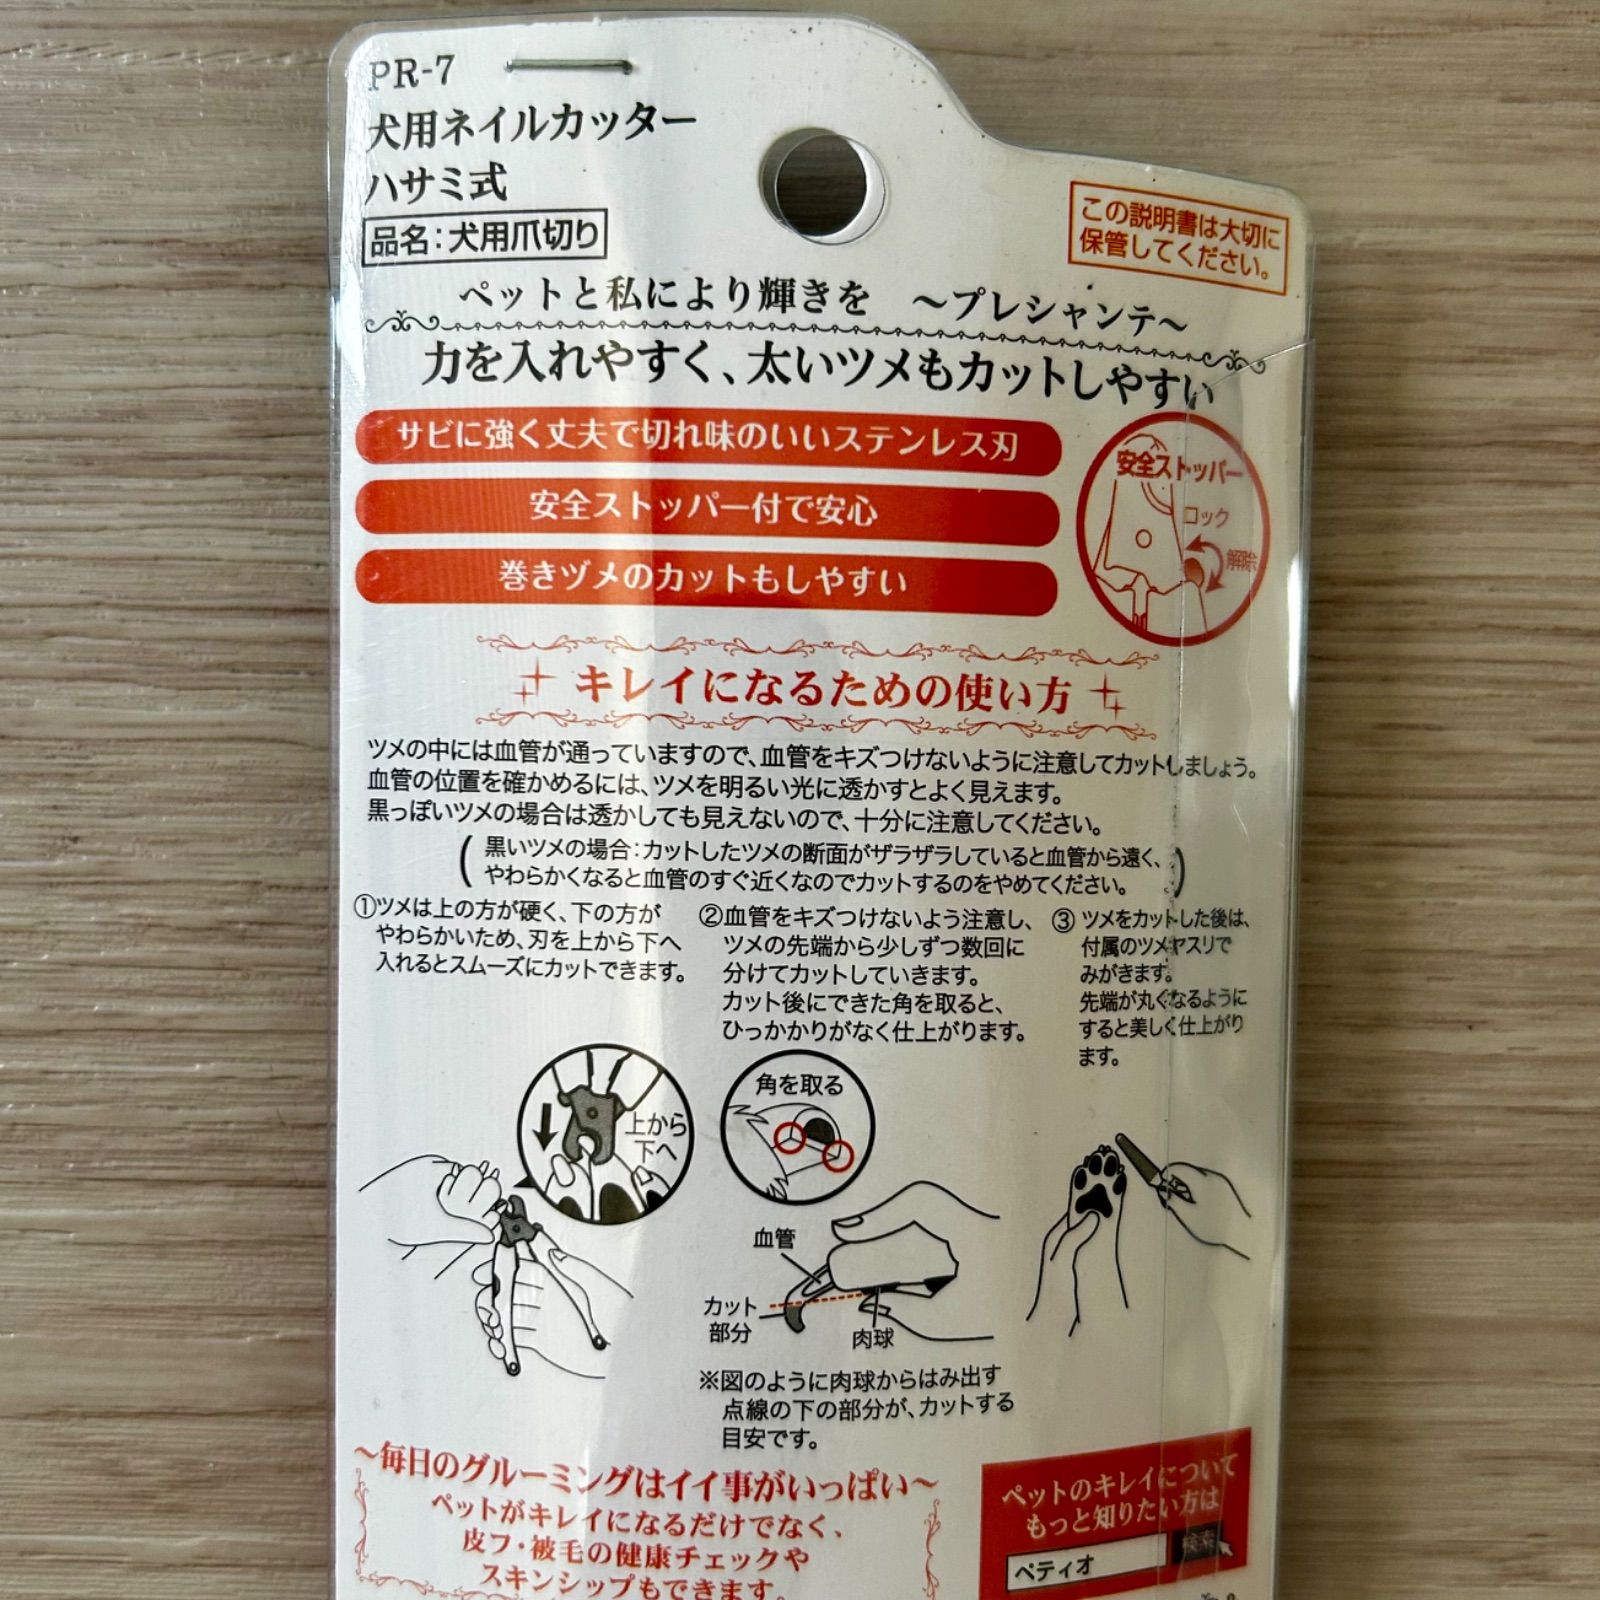 PR-7
犬用ネイルカッター
ハサミ式
品名：犬用爪切り
この説明書は大切に
保管してください。
ペットと私により輝きを　～プレシャンテ～
力を入れやすく、太いツメもカットしやすい
サビに強く丈夫で切れ味のいいステンレス刃
安全ストッパー付で安心
巻きヅメのカットもしやすい
安全ストッパー
ロック
解除
キレイになるための使い方
ツメの中には血管が通っていますので、血管をキズつけないように注意してカットしましょう。
血管の位置を確かめるには、ツメを明るい光に透かすとよく見えます。
黒っぽいツメの場合は透かしても見えないので、十分に注意してください。
（黒いツメの場合：カットしたツメの断面がザラザラしていると血管から遠く、
やわらかくなると血管のすぐ近くなのでカットするのをやめてください。）
①ツメは上の方が硬く、下の方が
やわらかいため、刃を上から下へ
入れるとスムーズにカットできます。
上から
下へ
②血管をキズつけないよう注意し、
ツメの先端から少しずつ数回に
分けてカットしていきます。
カット後にできた角を取ると、
ひっかかりがなく仕上がります。
角を取る
血管
カット
部分
肉球
※図のように肉球からはみ出す
点線の下の部分が、カットする
目安です。
③ツメをカットした後は、
付属のツメヤスリで
みがきます。
先端が丸くなるように
すると美しく仕上がり
ます。
～毎日のグルーミングはイイ事がいっぱい～
ペットがキレイになるだけでなく、
皮フ・被毛の健康チェックや
スキンシップもできます。
ペットのキレイについて
もっと知りたい方は
ペティオ
検索